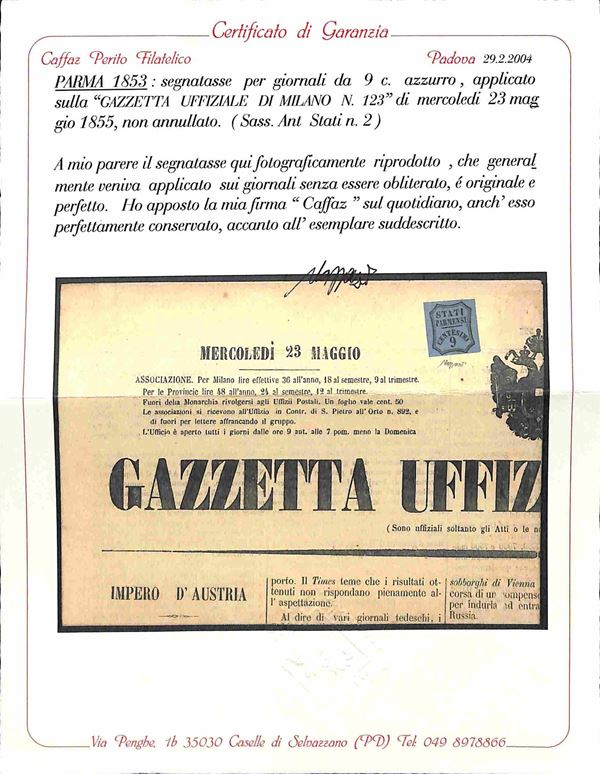 Certificato di Garanzia
Caffaz Perito Filatelico Padova 29.2.2004
PARMA 1853 : segnatasse per giornali da 9 c. azzurro , applicato
sulla “GAZZETTA UFFIZIALE DI MILANO N. 123” di mercoledi 23 mag
gio 1855, non annullato. ( Sass. Ant Stati n. 2 )
A mio parere il segnatasse qui fotograficamente riprodotto , che general
mente veniva applicato sui giornali senza essere obliterato, é originale e
perfetto. Ho apposto la mia firma “ Caffaz ” sul quotidiano, anch’ esso
perfettamente conservato, accanto all’ esemplare suddescritto.
STATI
PARMENSI
CENTESIMI
9
MERCOLEDÌ 23 MAGGIO
ASSOCIAZIONE. Per Milano lire effettive 36 all'anno, 18 al semestre, 9 al trimestre.
Per le Provincie lire 48 all'anno, 24 al semestre, 12 al trimestre.
Fuori della Monarchia rivolgersi agli Uffizii Postali. Un foglio vale cent. 50
Le associazioni si ricevono all'Uffizio in Contr. di S. Pietro all'Orto n. 892, e
di fuori per lettere affrancando il gruppo.
L'Ufficio è aperto tutti i giorni dalle ore 9 ant. alle 7 pom. meno la Domenica
GAZZETTA UFFIZ
(Sono uffiziali soltanto gli Atti o le n
IMPERO D'AUSTRIA
porto. Il Times teme che i risultati ot-
tenuti non rispondano pienamente al-
l' aspettazione.
Al dire di vari giornali tedeschi, i
sobborghi di Vienna
corsa di un compens
per indurla ad entra
Russia.
Via Penghe, 1b 35030 Caselle di Selvazzano (PD) Tel: 049 8978866